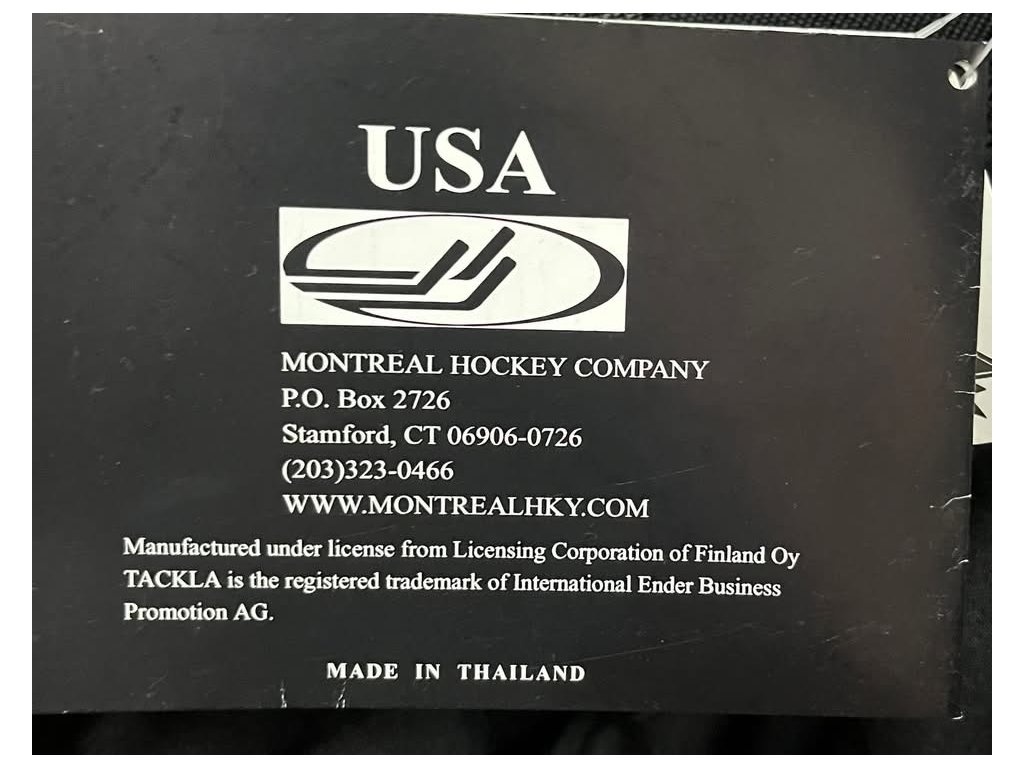 USA
MONTREAL HOCKEY COMPANY
P.O. Box 2726
Stamford, CT 06906-0726
(203)323-0466
WWW.MONTREALHKY.COM
Manufactured under license from Licensing Corporation of Finland Oy
TACKLA is the registered trademark of International Ender Business
Promotion AG.
MADE IN THAILAND